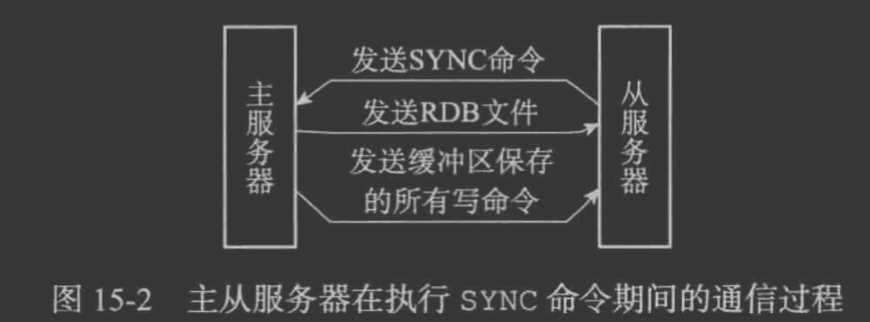 发送SYNC命令
主服务器
发送RDB文件
从服务器
发送缓冲区保存
的所有写命令
图 15-2 主从服务器在执行 SYNC 命令期间的通信过程